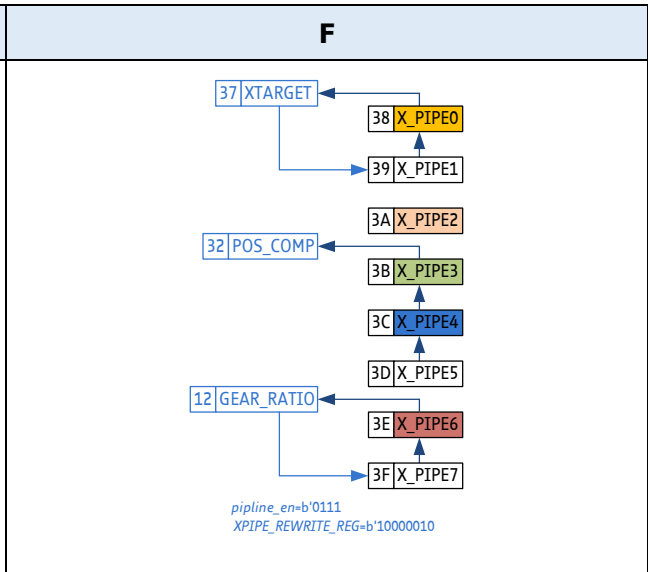 F
37 XTARGET
38 X_PIPE0
39 X_PIPE1
3A X_PIPE2
32 POS_COMP
3B X_PIPE3
3C X_PIPE4
3D X_PIPE5
12 GEAR_RATIO
3E X_PIPE6
3F X_PIPE7
pipline_en=b'0111
XPIPE_REWRITE_REG=b'10000010